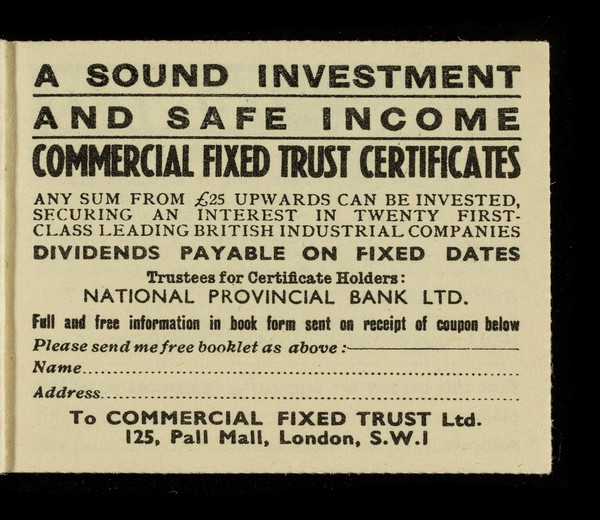 A SOUND INVESTMENT
AND SAFE INCOME
COMMERCIAL FIXED TRUST CERTIFICATES
ANY SUM FROM £25 UPWARDS CAN BE INVESTED,
SECURING AN INTEREST IN TWENTY FIRST-
CLASS LEADING BRITISH INDUSTRIAL COMPANIES
DIVIDENDS PAYABLE ON FIXED DATES
Trustees for Certificate Holders:
NATIONAL PROVINCIAL BANK LTD.
Full and free information in book form sent on receipt of coupon below
Please send me free booklet as above:
Name
Address
To COMMERCIAL FIXED TRUST Ltd.
125, Pall Mall, London, S.W.1